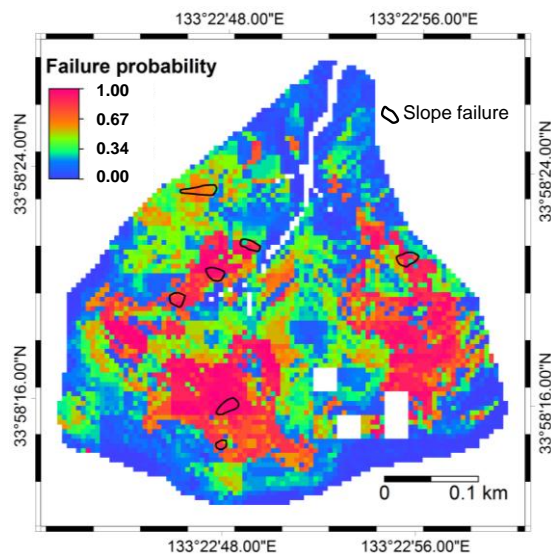 133°22'48.00"E
133°22'56.00"E
Failure probability
1.00
0.67
0.34
0.00
Slope failure
33°58'24.00"N
33°58'24.00"N
33°58'16.00"N
33°58'16.00"N
0
0.1 km
133°22'48.00"E
133°22'56.00"E